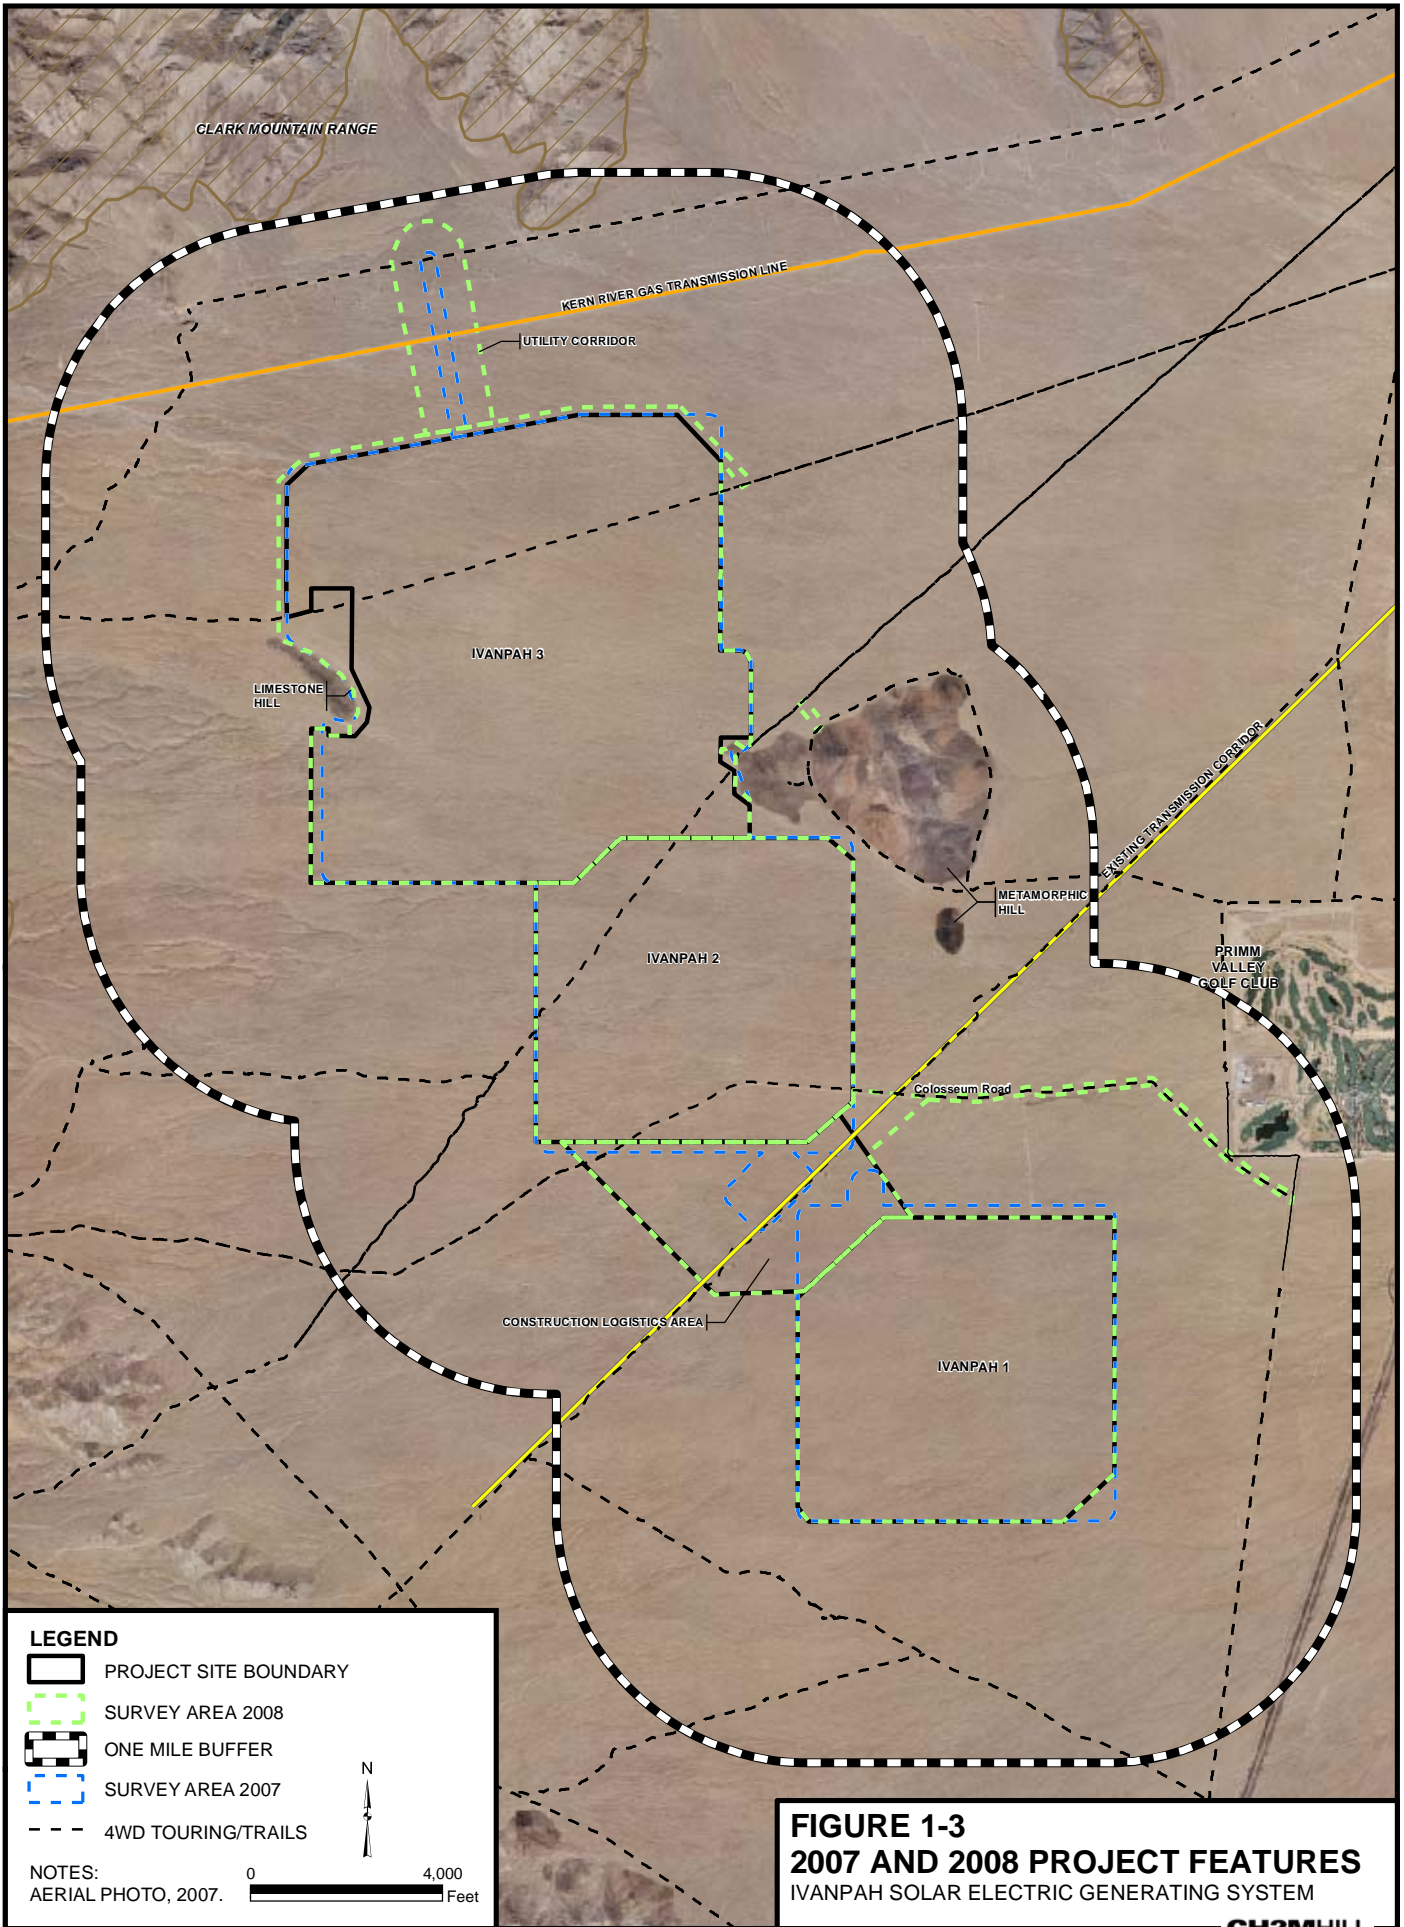 CLARK MOUNTAIN RANGE
KERN RIVER GAS TRANSMISSION LINE
UTILITY CORRIDOR
IVANPAH 3
LIMESTONE
HILL
EXISTING TRANSMISSION CORRIDOR
METAMORPHIC
HILL
IVANPAH 2
PRIMM
VALLEY
GOLF CLUB
Colosseum Road
CONSTRUCTION LOGISTICS AREA
IVANPAH 1
LEGEND
PROJECT SITE BOUNDARY
SURVEY AREA 2008
ONE MILE BUFFER
SURVEY AREA 2007
4WD TOURING/TRAILS
N
NOTES:
AERIAL PHOTO, 2007.
0 4,000
Feet
FIGURE 1-3
2007 AND 2008 PROJECT FEATURES
IVANPAH SOLAR ELECTRIC GENERATING SYSTEM
CH2MHILL